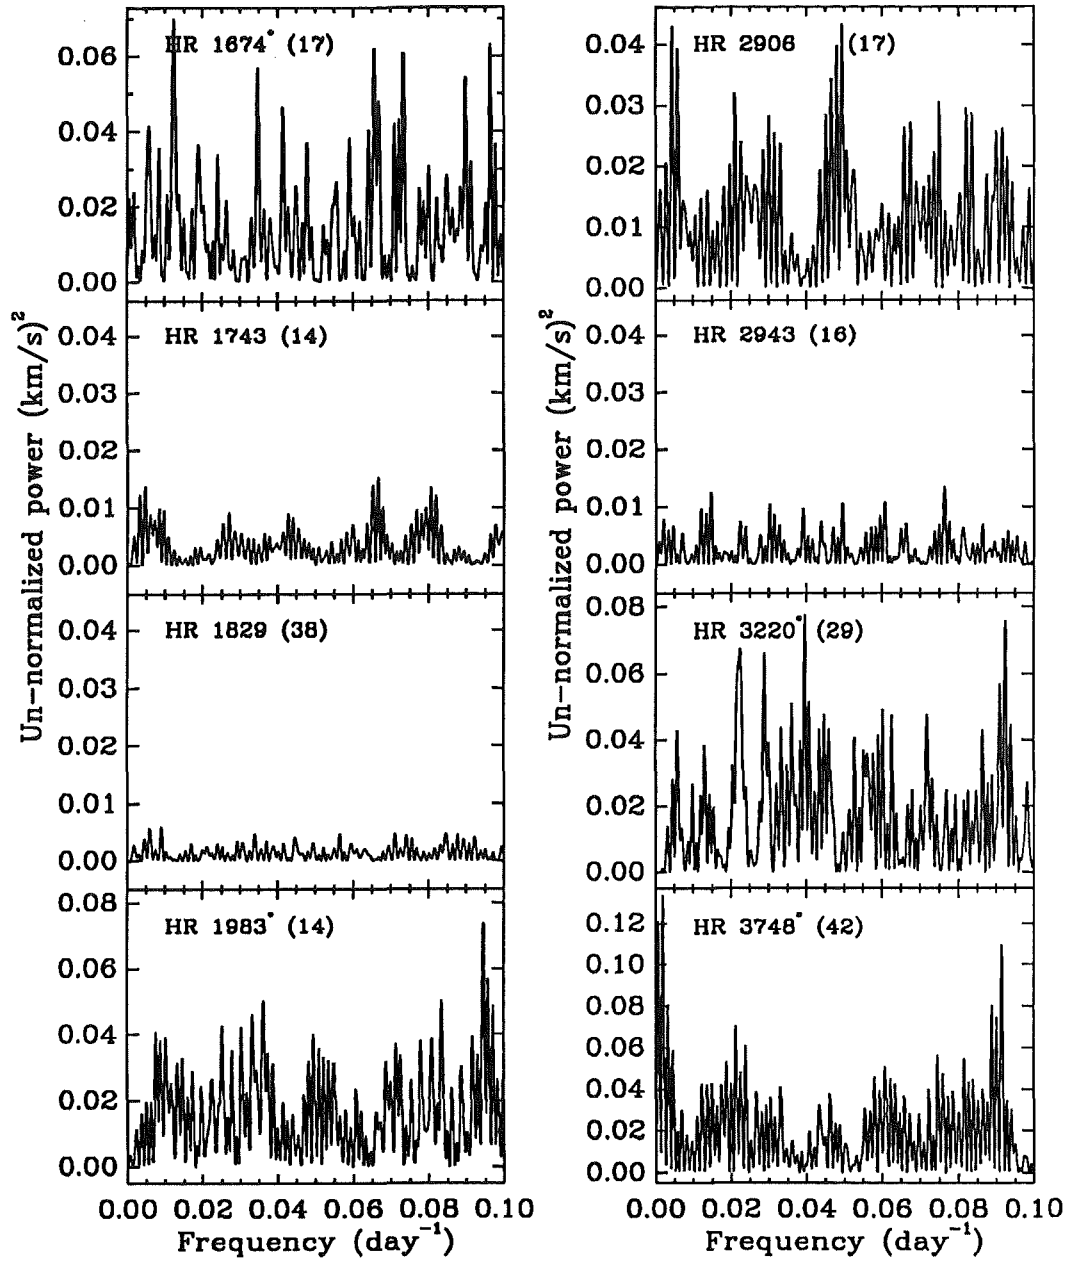 Un-normalized power (km/s)²
HR 1674* (17)
0.06
0.04
0.02
0.00
HR 1743 (14)
0.04
0.03
0.02
0.01
0.00
HR 1829 (38)
0.04
0.03
0.02
0.01
0.00
HR 1983* (14)
0.08
0.06
0.04
0.02
0.00
0.00 0.02 0.04 0.06 0.08 0.10
Frequency (day⁻¹)
Un-normalized power (km/s)²
HR 2906 (17)
0.04
0.03
0.02
0.01
0.00
HR 2943 (16)
0.04
0.03
0.02
0.01
0.00
HR 3220* (29)
0.08
0.06
0.04
0.02
0.00
HR 3748* (42)
0.12
0.10
0.08
0.06
0.04
0.02
0.00
0.00 0.02 0.04 0.06 0.08 0.10
Frequency (day⁻¹)